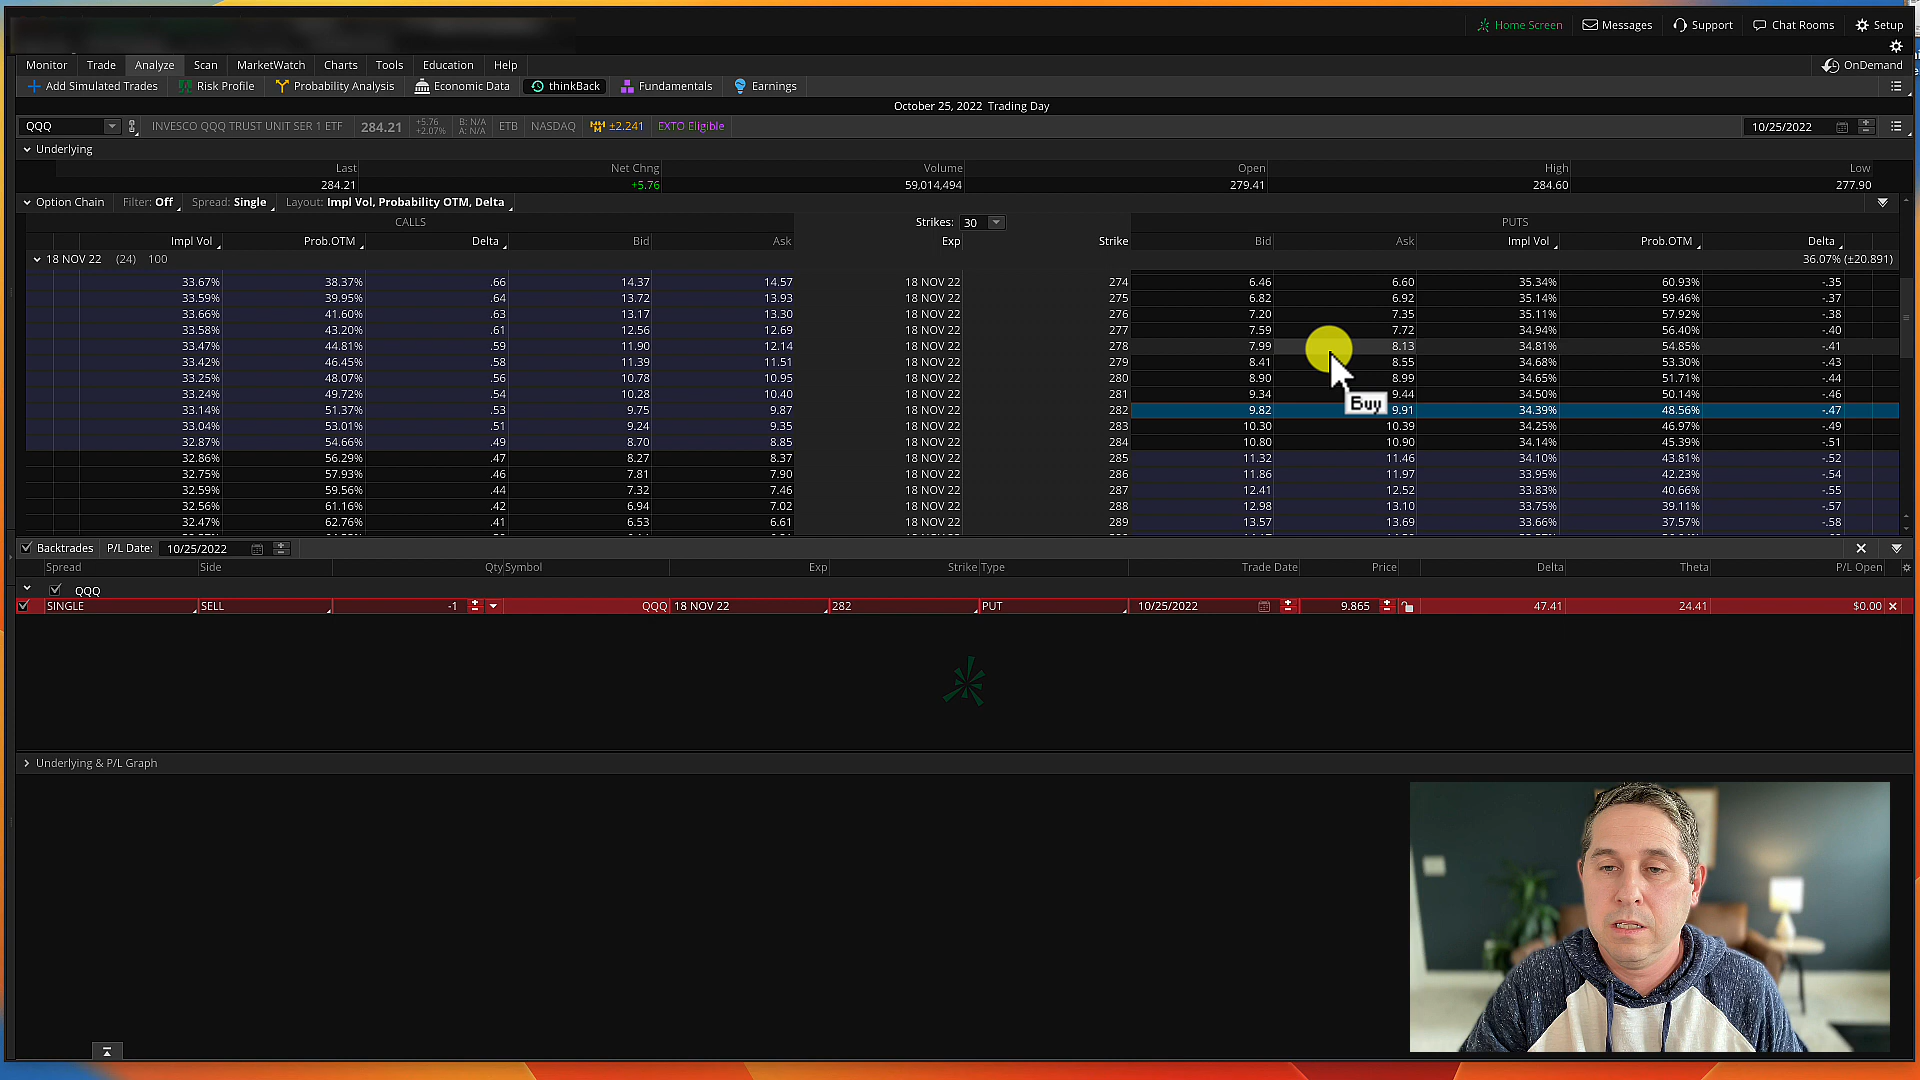 Home Screen Messages Support Chat Rooms Setup
Monitor Trade Analyze Scan MarketWatch Charts Tools Education Help OnDemand
Add Simulated Trades Risk Profile Probability Analysis Economic Data thinkBack Fundamentals Earnings
October 25, 2022 Trading Day
QQQ INVESCO QQQ TRUST UNIT SER 1 ETF 284.21 +5.76 +2.07% B: N/A A: N/A ETB NASDAQ ±2.241 EXTO Eligible 10/25/2022
Underlying
Last Net Chng Volume Open High Low
284.21 +5.76 59,014,494 279.41 284.60 277.90
Option Chain Filter: Off Spread: Single Layout: Impl Vol, Probability OTM, Delta
CALLS Strikes: 30 PUTS
Impl Vol Prob.OTM Delta Bid Ask Exp Strike Bid Ask Impl Vol Prob.OTM Delta
18 NOV 22 (24) 100 36.07% (±20.891)
33.67% 38.37% .66 14.37 14.57 18 NOV 22 274 6.46 6.60 35.34% 60.93% -.35
33.59% 39.95% .64 13.72 13.93 18 NOV 22 275 6.82 6.92 35.14% 59.46% -.37
33.66% 41.60% .63 13.17 13.30 18 NOV 22 276 7.20 7.35 35.11% 57.92% -.38
33.58% 43.20% .61 12.56 12.69 18 NOV 22 277 7.59 7.72 34.94% 56.40% -.40
33.47% 44.81% .59 11.90 12.14 18 NOV 22 278 7.99 8.13 34.81% 54.85% -.41
33.42% 46.45% .58 11.39 11.51 18 NOV 22 279 8.41 8.55 34.68% 53.30% -.43
33.25% 48.07% .56 10.78 10.95 18 NOV 22 280 8.90 8.99 34.65% 51.71% -.44
33.24% 49.72% .54 10.28 10.40 18 NOV 22 281 9.34 9.44 34.50% 50.14% -.46
Buy
33.14% 51.37% .53 9.75 9.87 18 NOV 22 282 9.82 9.91 34.39% 48.56% -.47
33.04% 53.01% .51 9.24 9.35 18 NOV 22 283 10.30 10.39 34.25% 46.97% -.49
32.87% 54.66% .49 8.70 8.85 18 NOV 22 284 10.80 10.90 34.14% 45.39% -.51
32.86% 56.29% .47 8.27 8.37 18 NOV 22 285 11.32 11.46 34.10% 43.81% -.52
32.75% 57.93% .46 7.81 7.90 18 NOV 22 286 11.86 11.97 33.95% 42.23% -.54
32.59% 59.56% .44 7.32 7.46 18 NOV 22 287 12.41 12.52 33.83% 40.66% -.55
32.56% 61.16% .42 6.94 7.02 18 NOV 22 288 12.98 13.10 33.75% 39.11% -.57
32.47% 62.76% .41 6.53 6.61 18 NOV 22 289 13.57 13.69 33.66% 37.57% -.58
Backtrades P/L Date: 10/25/2022
Spread Side Qty Symbol Exp Strike Type Trade Date Price Delta Theta P/L Open
QQQ
SINGLE SELL -1 QQQ 18 NOV 22 282 PUT 10/25/2022 9.865 47.41 24.41 $0.00
Underlying & P/L Graph